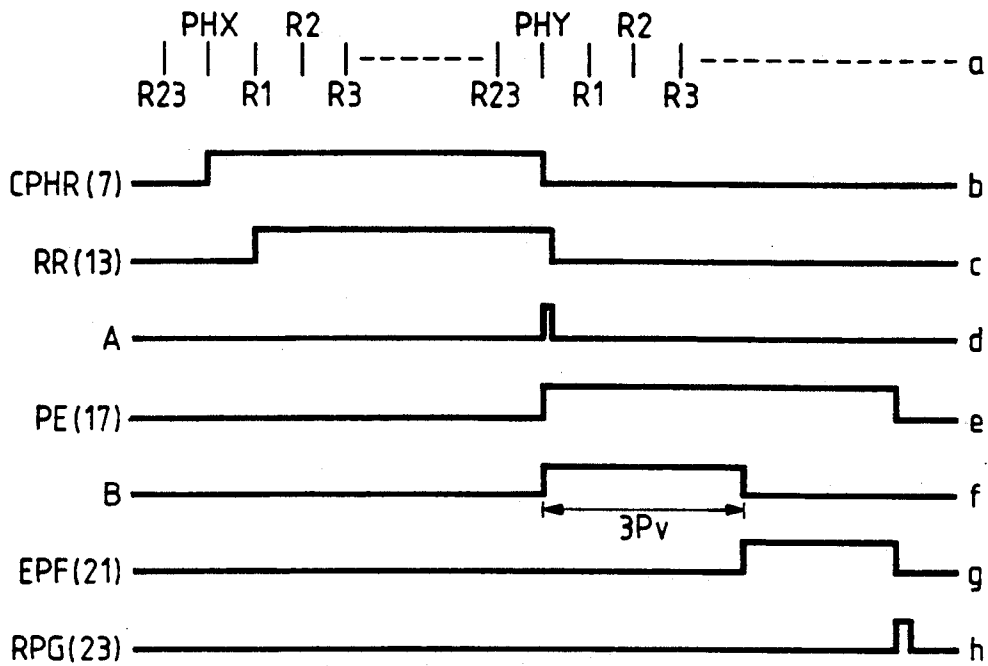 PHX R2 PHY R2
R23 R1 R3 R23 R1 R3 a
CPHR(7) b
RR(13) c
A d
PE(17) e
B f
3Pv
EPF(21) g
RPG(23) h